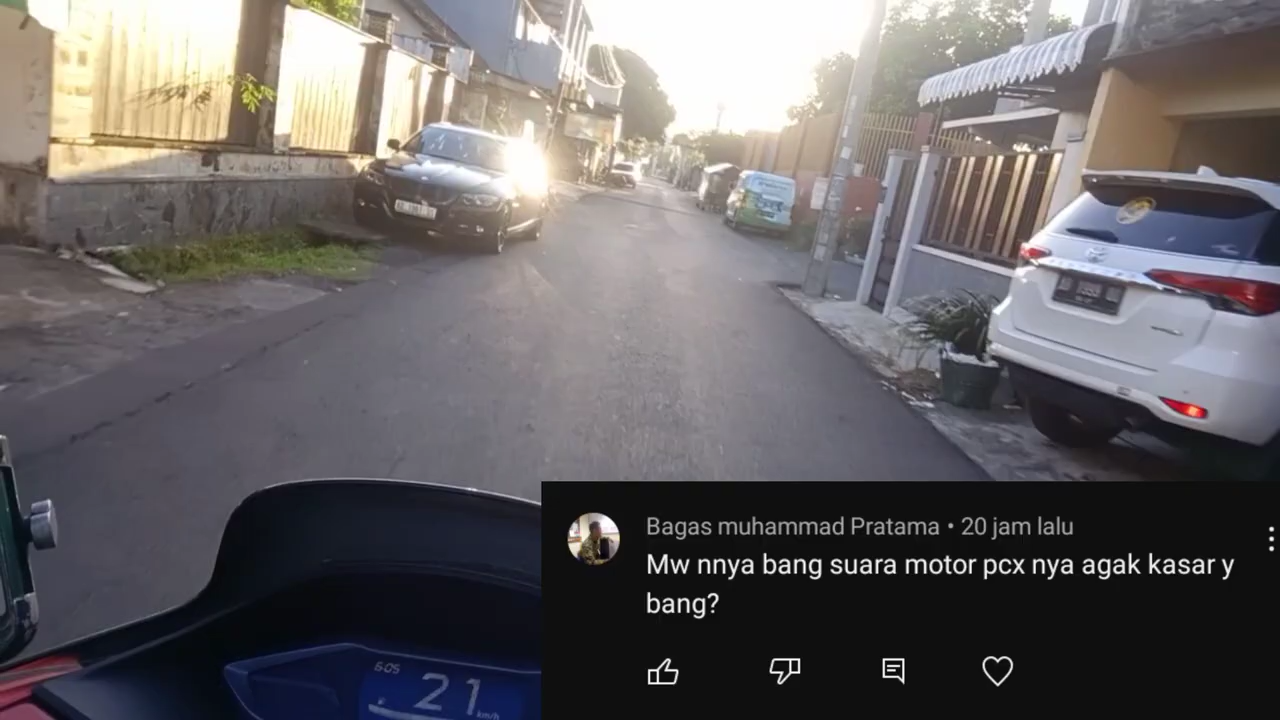 Bagas muhammad Pratama • 20 jam lalu
Mw nnya bang suara motor pcx nya agak kasar y
bang?
6:05
21
km/h